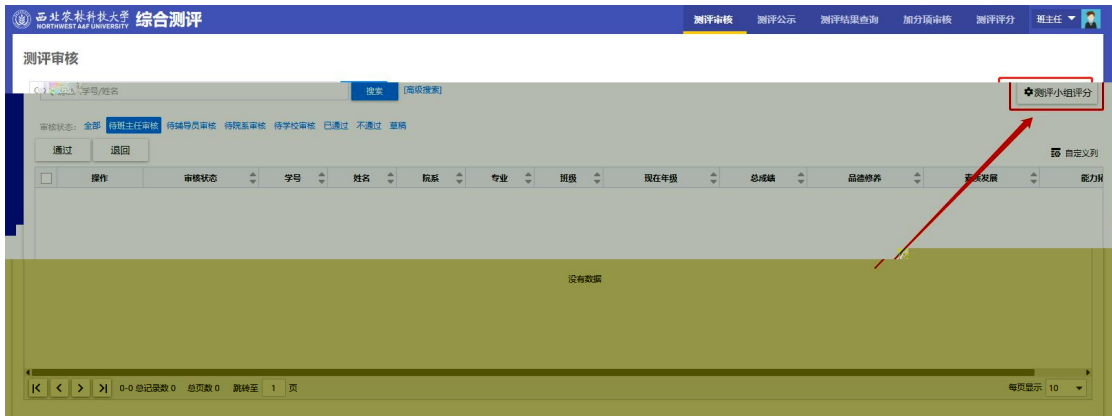 西北农林科技大学 综合测评 测评审核 测评公示 测评结果查询 加分项审核 测评评分 班主任
NORTHWEST A&F UNIVERSITY
测评审核
学号/姓名 搜索 [高级搜索] 测评小组评分
审核状态: 全部 待班主任审核 待辅导员审核 待院系审核 待学校审核 已通过 不通过 草稿
通过 退回 自定义列
操作 审核状态 学号 姓名 院系 专业 班级 现在年级 总成绩 品德修养 素质发展
没有数据
0-0 总记录数 0 总页数 0 跳转至 1 页 每页显示 10